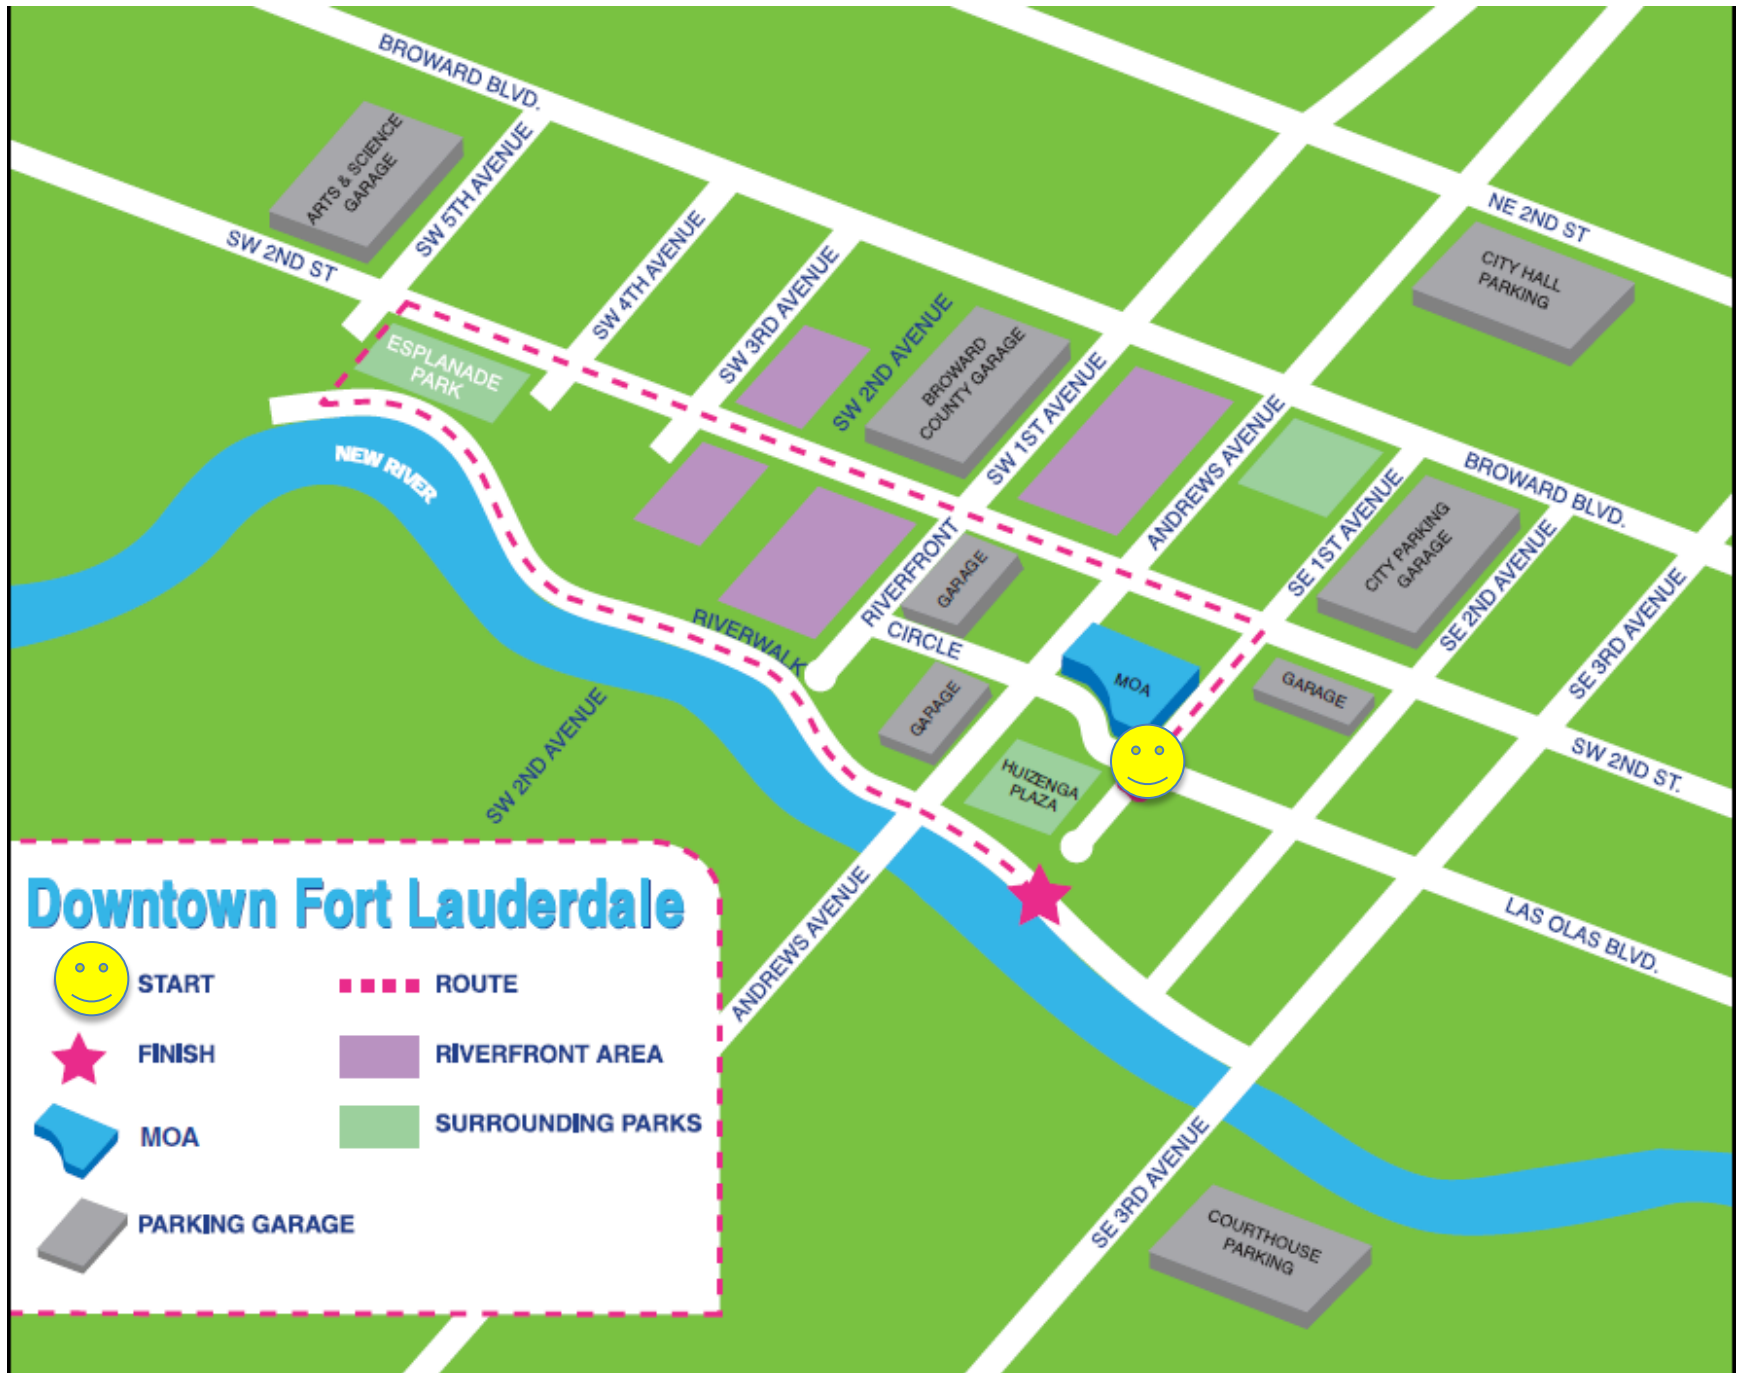 BROWARD BLVD.
ARTS & SCIENCE
GARAGE
SW 5TH AVENUE
SW 2ND ST
SW 4TH AVENUE
NE 2ND ST
CITY HALL
PARKING
SW 3RD AVENUE
SW 2ND AVENUE
BROWARD
COUNTY GARAGE
ESPLANADE
PARK
SW 1ST AVENUE
ANDREWS AVENUE
BROWARD BLVD.
NEW RIVER
SE 1ST AVENUE
CITY PARKING
GARAGE
SE 2ND AVENUE
RIVERFRONT
GARAGE
SE 3RD AVENUE
CIRCLE
RIVERWALK
MOA
GARAGE
GARAGE
SW 2ND AVENUE
HUIZENGA
PLAZA
SW 2ND ST.
ANDREWS AVENUE
LAS OLAS BLVD.
SE 3RD AVENUE
COURTHOUSE
PARKING
Downtown Fort Lauderdale
START
ROUTE
FINISH
RIVERFRONT AREA
MOA
SURROUNDING PARKS
PARKING GARAGE